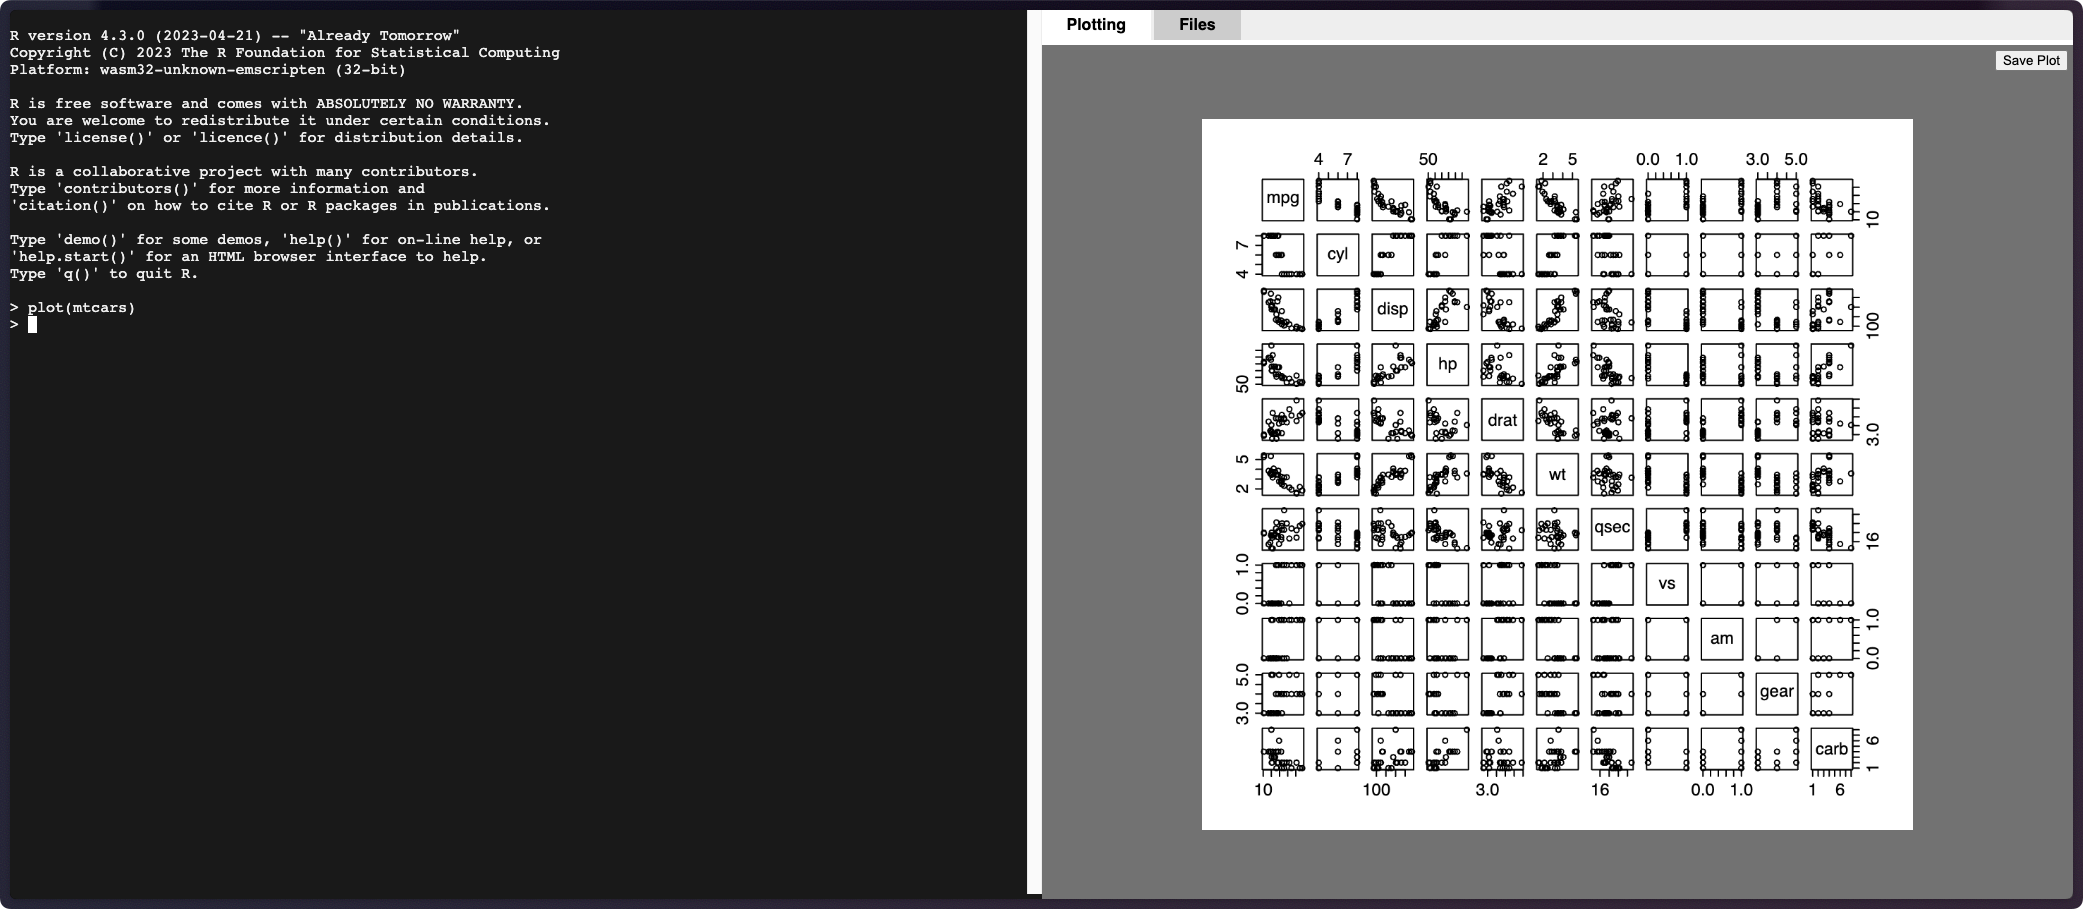 R version 4.3.0 (2023-04-21) -- "Already Tomorrow"
Copyright (C) 2023 The R Foundation for Statistical Computing
Platform: wasm32-unknown-emscripten (32-bit)
R is free software and comes with ABSOLUTELY NO WARRANTY.
You are welcome to redistribute it under certain conditions.
Type 'license()' or 'licence()' for distribution details.
R is a collaborative project with many contributors.
Type 'contributors()' for more information and
'citation()' on how to cite R or R packages in publications.
Type 'demo()' for some demos, 'help()' for on-line help, or
'help.start()' for an HTML browser interface to help.
Type 'q()' to quit R.
> plot(mtcars)
>
Plotting Files
Save Plot
4 7 50 2 5 0.0 1.0 3.0 5.0
mpg 10
7 4 cyl
disp 100
50 hp
drat 3.0
5 2 wt
qsec 16
1.0 0.0 vs
am 1.0 0.0
5.0 3.0 gear
carb 6 1
10 100 3.0 16 0.0 1.0 1 6